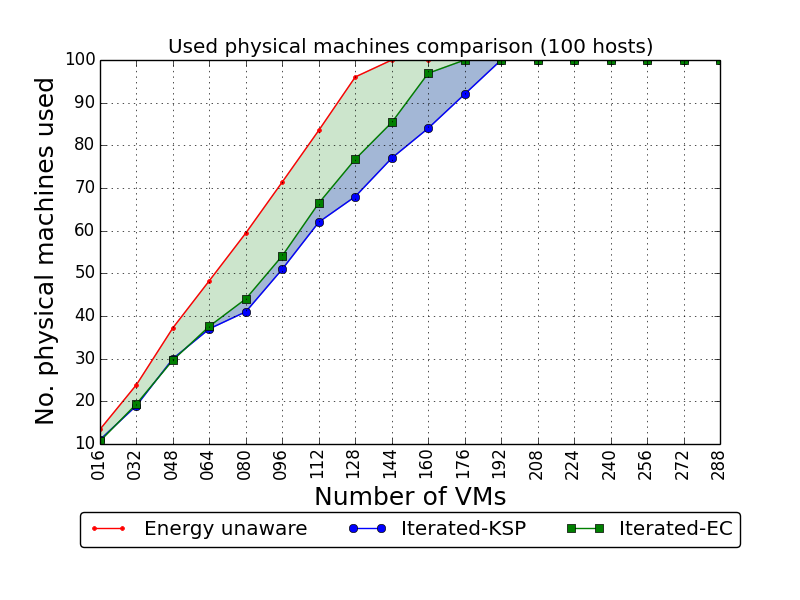 Used physical machines comparison (100 hosts)
No. physical machines used
100
90
80
70
60
50
40
30
20
10
016 032 048 064 080 096 112 128 144 160 176 192 208 224 240 256 272 288
Number of VMs
Energy unaware Iterated-KSP Iterated-EC